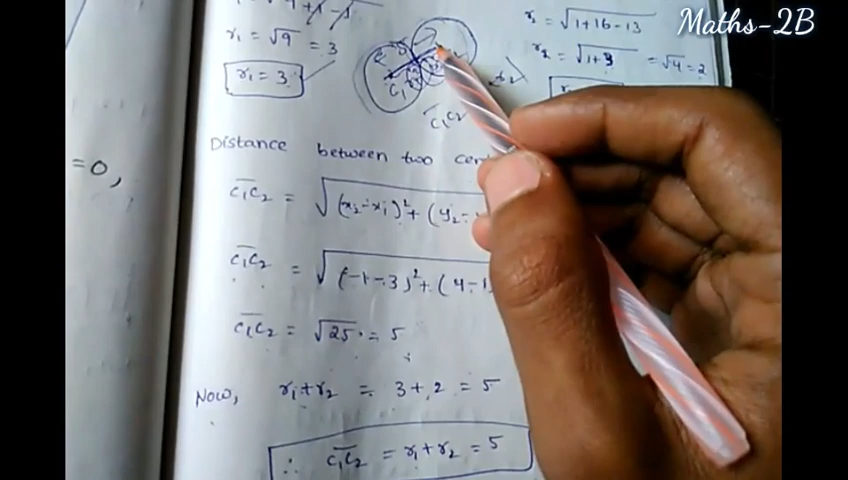 Maths-2B
r₁ = √9 = 3
r₁ = 3
r₂ = √1+16-13
r₂ = √1+3 = √4 = 2
C₁
C₁C₂
= 0,
Distance between two
C₁C₂ = √(x₂-x₁)²+(y₂-
C₁C₂ = √(-1-3)²+(4-1
C₁C₂ = √25 = 5
Now, r₁+r₂ = 3+2 = 5
∴ C₁C₂ = r₁+r₂ = 5